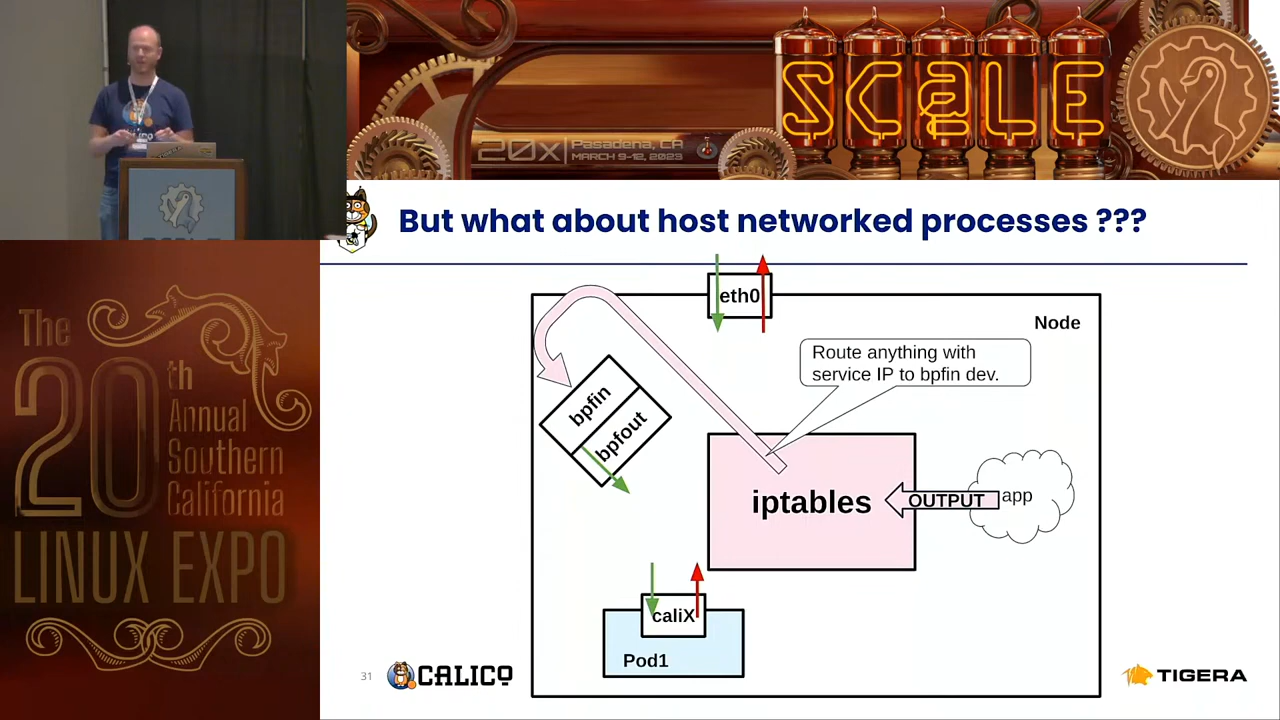 SCaLE
20x
Pasadena, CA
MARCH 9-12, 2023
CALICO
But what about host networked processes ???
eth0
Node
Route anything with
service IP to bpfin dev.
bpfin
bpfout
iptables
OUTPUT
app
caliX
Pod1
31
CALICO
TIGERA
The
20th
Annual
Southern
California
LINUX EXPO